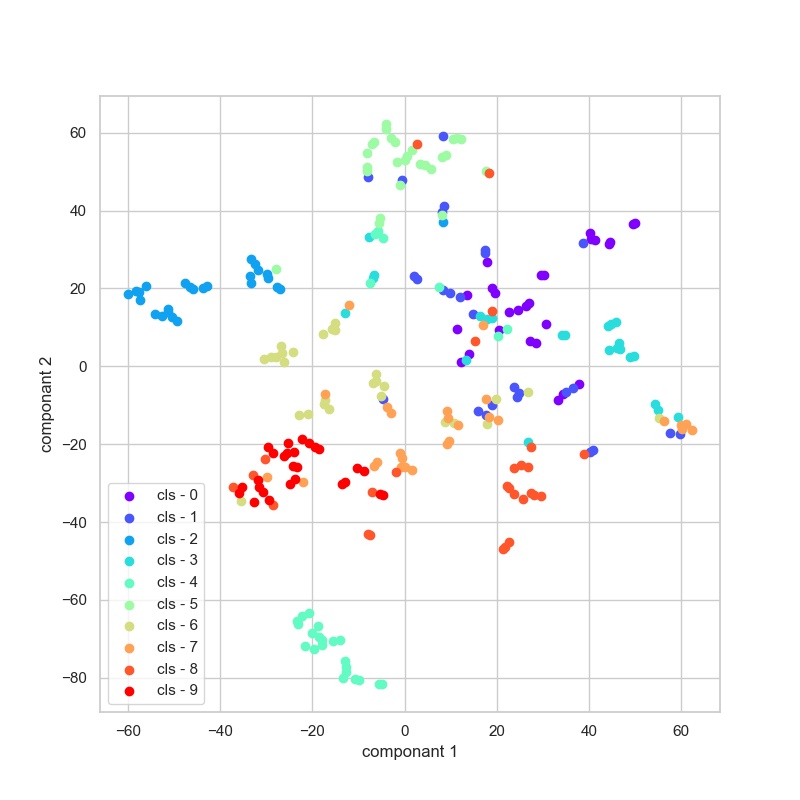 componant 2
60
40
20
0
−20
−40
−60
−80
cls - 0
cls - 1
cls - 2
cls - 3
cls - 4
cls - 5
cls - 6
cls - 7
cls - 8
cls - 9
−60 −40 −20 0 20 40 60
componant 1